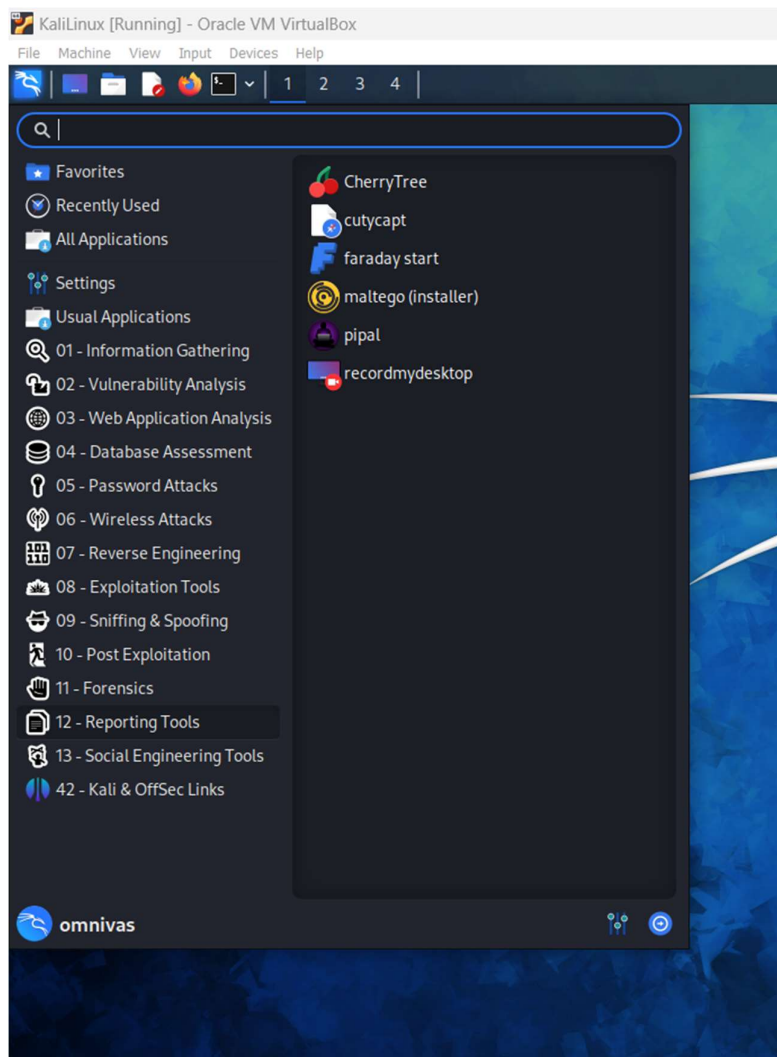 KaliLinux [Running] - Oracle VM VirtualBox
File Machine View Input Devices Help
1 2 3 4
Favorites
Recently Used
All Applications
Settings
Usual Applications
01 - Information Gathering
02 - Vulnerability Analysis
03 - Web Application Analysis
04 - Database Assessment
05 - Password Attacks
06 - Wireless Attacks
07 - Reverse Engineering
08 - Exploitation Tools
09 - Sniffing & Spoofing
10 - Post Exploitation
11 - Forensics
12 - Reporting Tools
13 - Social Engineering Tools
42 - Kali & OffSec Links
CherryTree
cutycapt
faraday start
maltego (installer)
pipal
recordmydesktop
omnivas